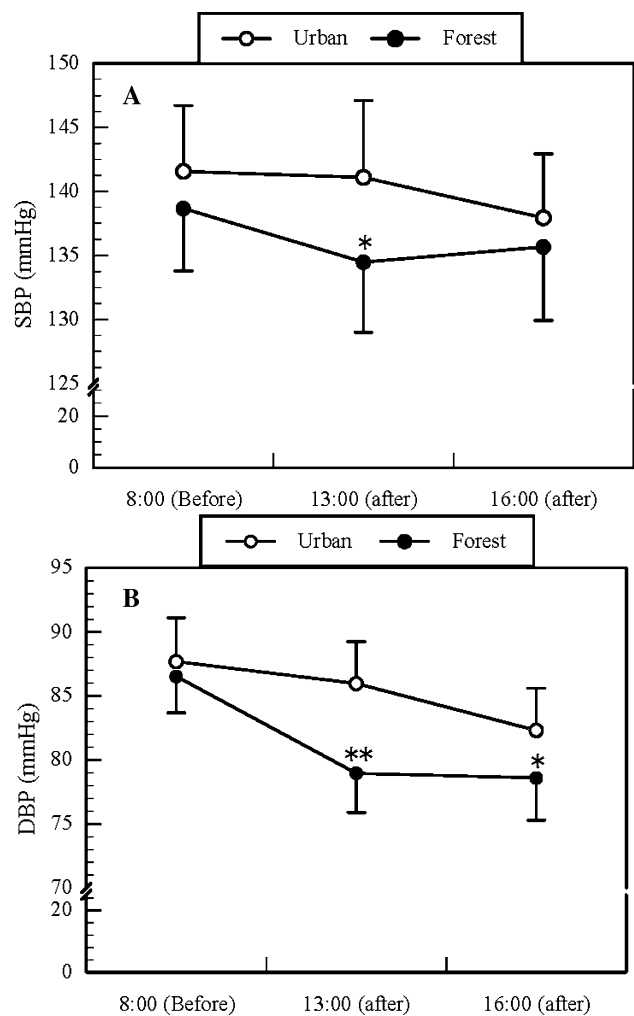 Urban Forest
A
150
145
140
135
130
125
20
0
SBP (mmHg)
*
8:00 (Before) 13:00 (after) 16:00 (after)
Urban Forest
B
95
90
85
80
75
70
20
0
DBP (mmHg)
** *
8:00 (Before) 13:00 (after) 16:00 (after)